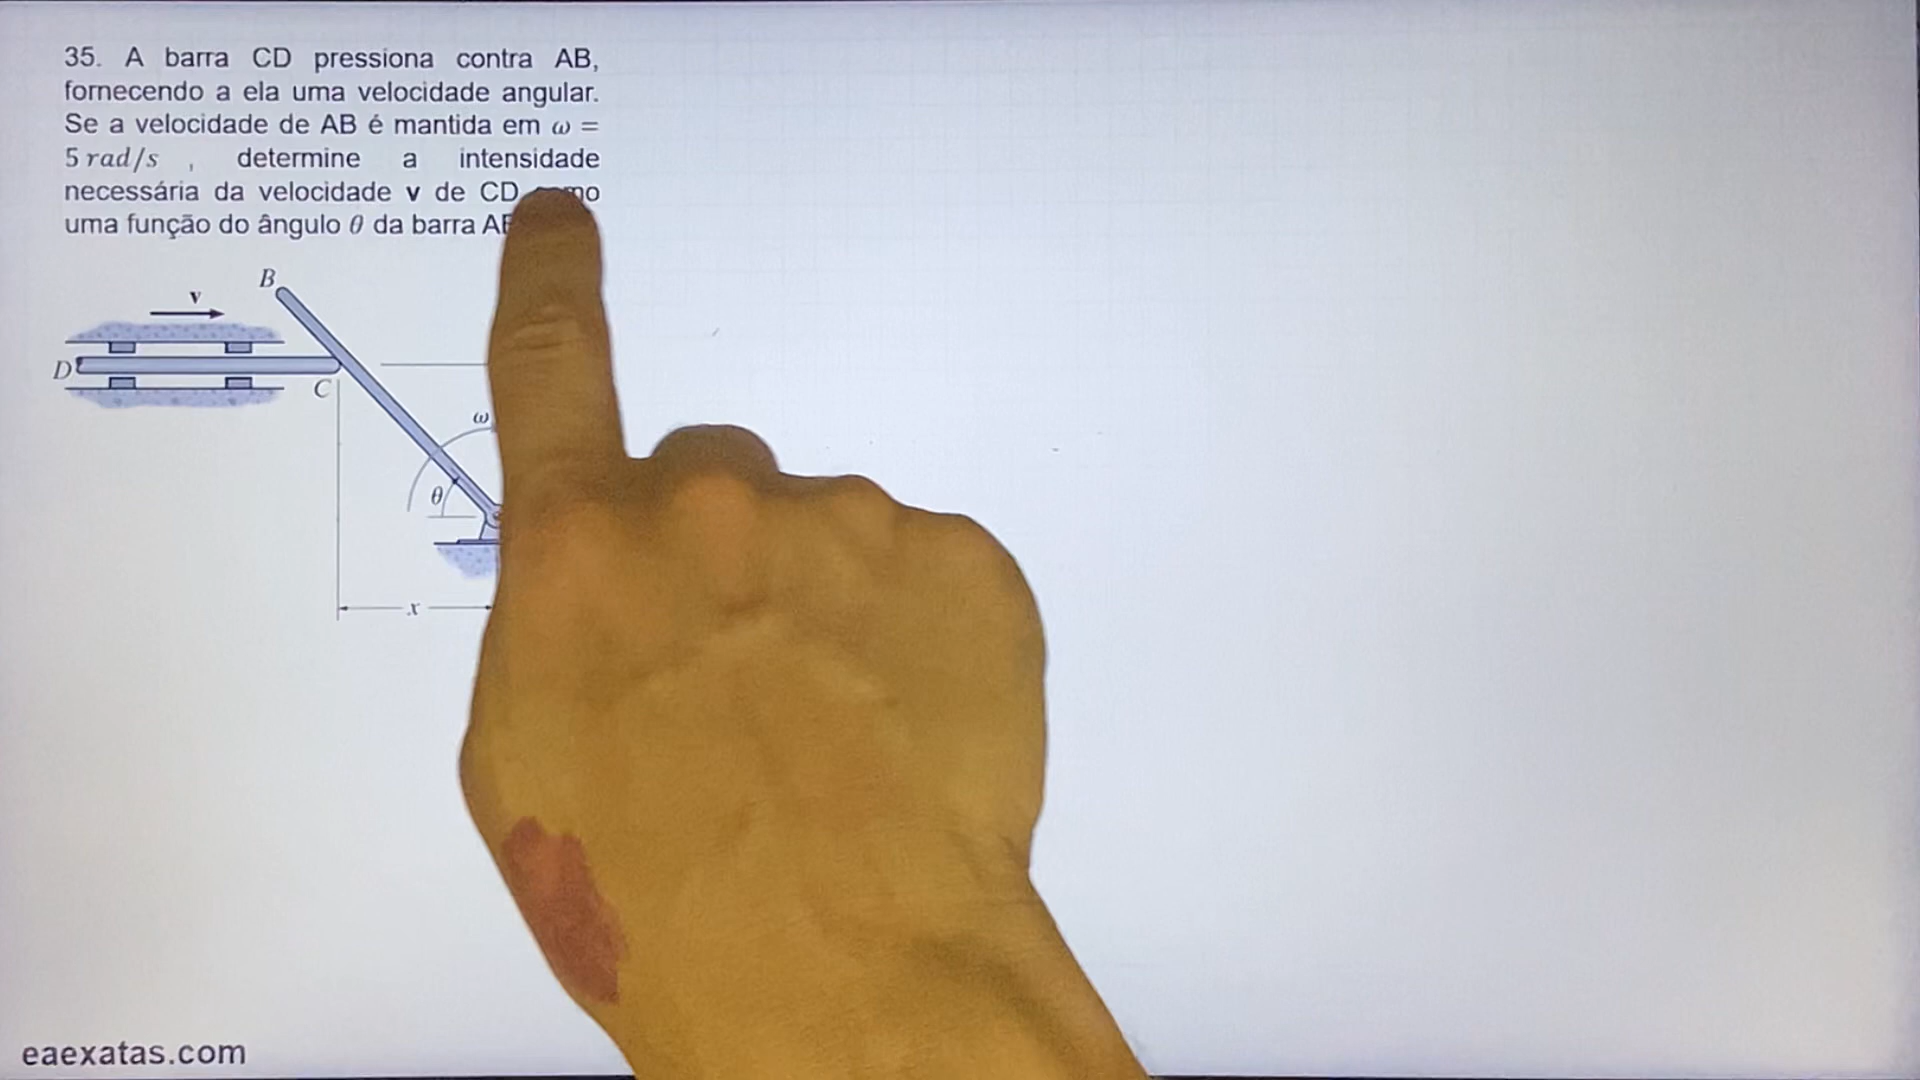 35. A barra CD pressiona contra AB,
fornecendo a ela uma velocidade angular.
Se a velocidade de AB é mantida em ω =
5 rad/s , determine a intensidade
necessária da velocidade v de CD
uma função do ângulo θ da barra
B
v
D
C
ω
θ
x
eaexatas.com